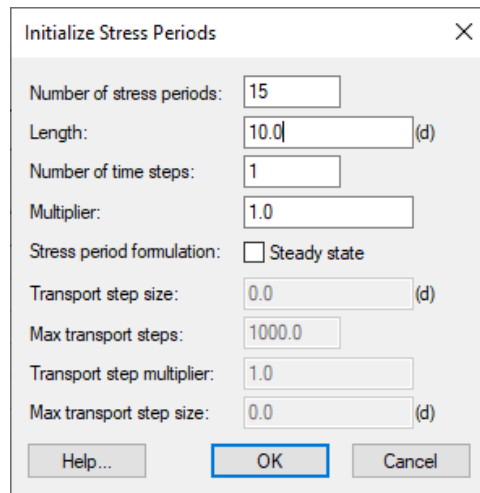 Initialize Stress Periods
Number of stress periods: 15
Length: 10.0 (d)
Number of time steps: 1
Multiplier: 1.0
Stress period formulation: Steady state
Transport step size: 0.0 (d)
Max transport steps: 1000.0
Transport step multiplier: 1.0
Max transport step size: 0.0 (d)
Help... OK Cancel